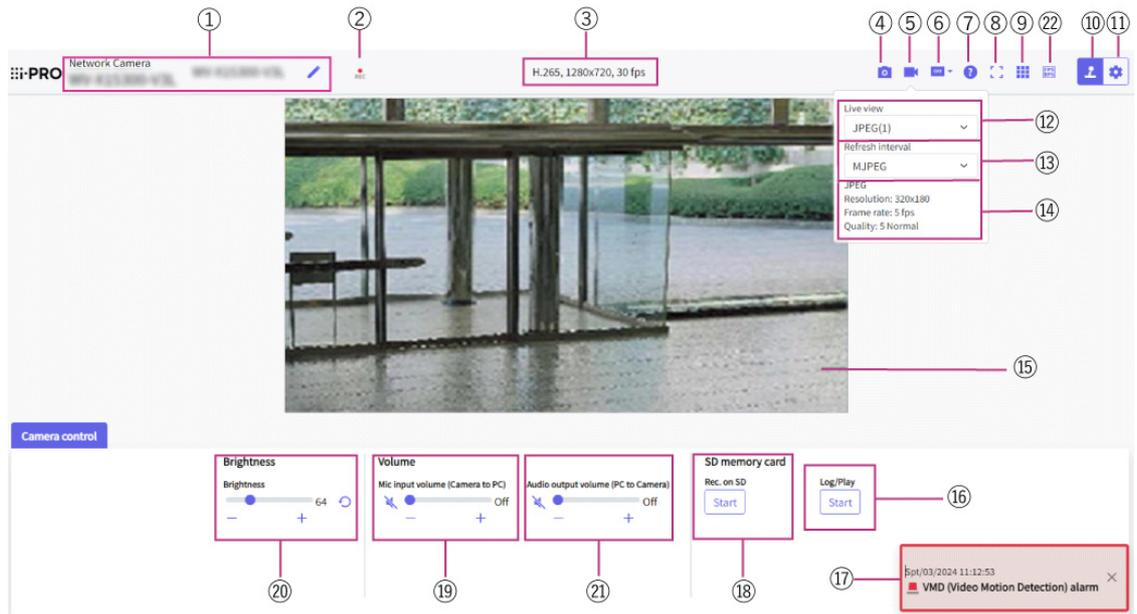 ① ② ③ ④ ⑤ ⑥ ⑦ ⑧ ⑨ ㉒ ⑩ ⑪
i-PRO
Network Camera
REC
H.265, 1280x720, 30 fps
OFF
Live view
JPEG(1)
⑫
Refresh interval
MJPEG
⑬
JPEG
Resolution: 320x180
Frame rate: 5 fps
Quality: 5 Normal
⑭
⑮
Camera control
Brightness
Brightness
64
− +
⑳
Volume
Mic input volume (Camera to PC)
Off
− +
⑲
Audio output volume (PC to Camera)
Off
− +
㉑
SD memory card
Rec. on SD
Start
⑱
Log/Play
Start
⑯
⑰
Spt/03/2024 11:12:53
VMD (Video Motion Detection) alarm